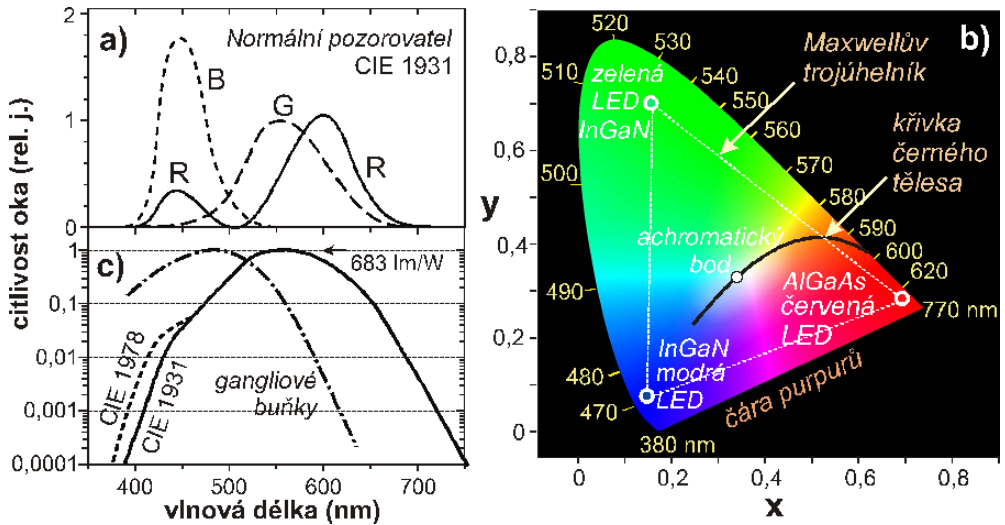 a)
Normální pozorovatel
CIE 1931
B
G
R
R
2
1
0
citlivost oka (rel. j.)
c)
683 lm/W
CIE 1978
CIE 1931
gangliové
buňky
1
0,1
0,01
0,001
0,0001
400
500
600
700
vlnová délka (nm)
b)
Maxwellův
trojúhelník
křivka
černého
tělesa
zelená
LED
InGaN
achromatický
bod
AlGaAs
červená
LED
InGaN
modrá
LED
čára purpurů
520
530
540
550
560
570
580
590
600
620
770 nm
510
500
490
480
470
380 nm
0,8
0,6
y
0,4
0,2
0
0
0,2
0,4
0,6
0,8
x